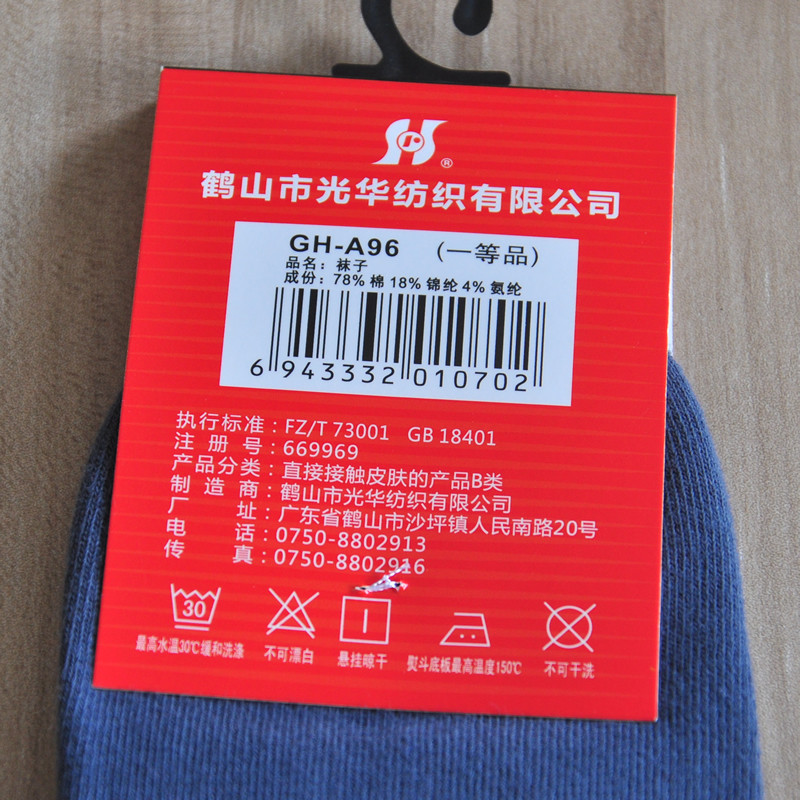 ®
鹤山市光华纺织有限公司
GH-A96 (一等品)
品名：袜子
成份：78% 棉 18% 锦纶 4% 氨纶
6 943332 010702
执行标准：FZ/T 73001 GB 18401
注册号：669969
产品分类：直接接触皮肤的产品B类
制造商：鹤山市光华纺织有限公司
厂址：广东省鹤山市沙坪镇人民南路20号
电话：0750-8802913
传真：0750-8802916
30
最高水温30℃缓和洗涤 不可漂白 悬挂晾干 熨斗底板最高温度150℃ 不可干洗